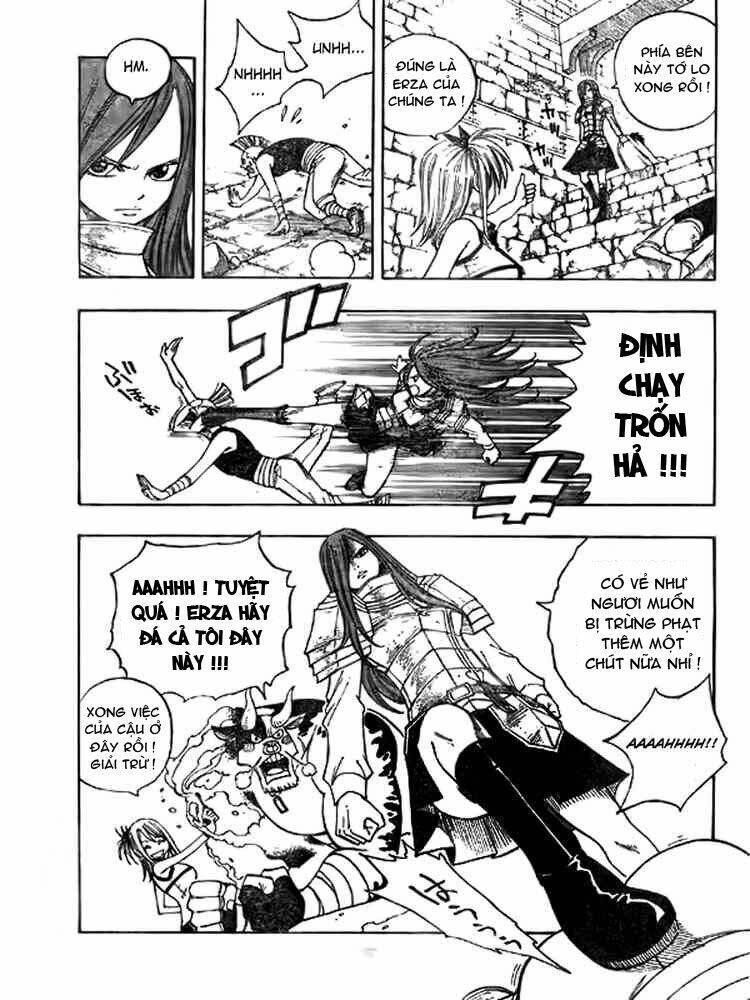 PHÍA BÊN
NÀY TỚ LO
XONG RỒI !
ĐÚNG LÀ
ERZA CỦA
CHÚNG TA !
UNHH
...
NHHHH
...
HM.
ĐỊNH
CHẠY
TRỐN
HẢ !!!
CÓ VẺ NHƯ
NGƯƠI MUỐN
BỊ TRỪNG PHẠT
THÊM MỘT
CHÚT NỮA NHỈ !
AAAAHHHH!!
AAAHHH ! TUYỆT
QUÁ ! ERZA HÃY
ĐÁ CẢ TÔI ĐÂY
NÀY !!!
XONG VIỆC
CỦA CẬU Ở
ĐÂY RỒI !
GIẢI TRỪ !